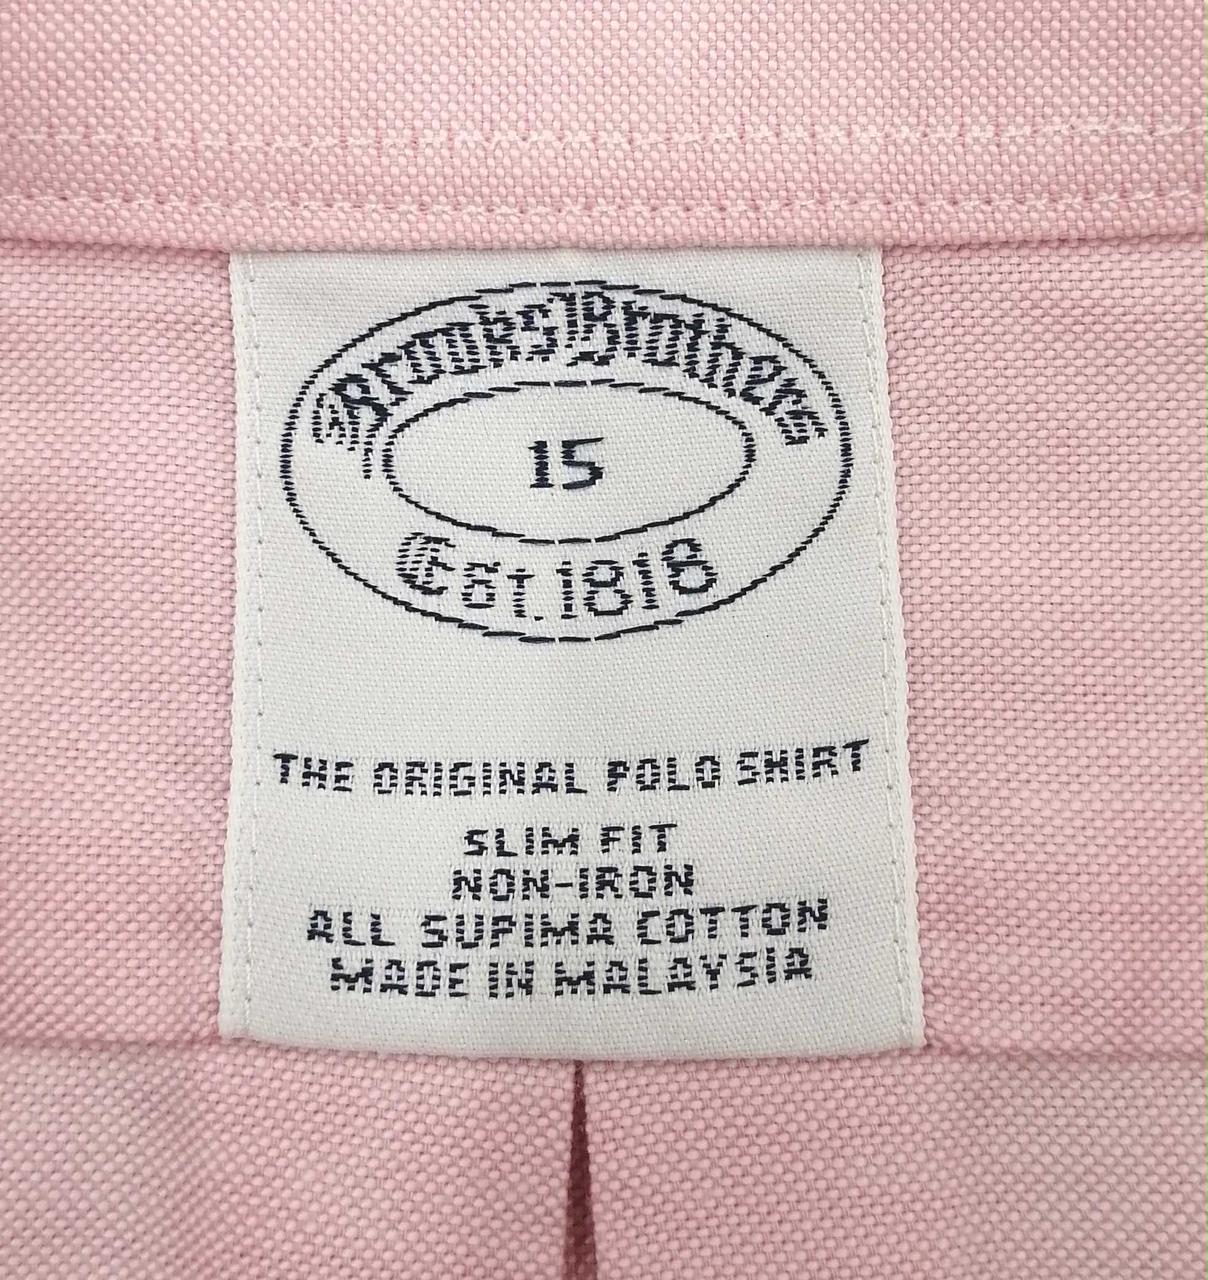 Brooks Brothers
15
Est. 1818
THE ORIGINAL POLO SHIRT
SLIM FIT
NON-IRON
ALL SUPIMA COTTON
MADE IN MALAYSIA